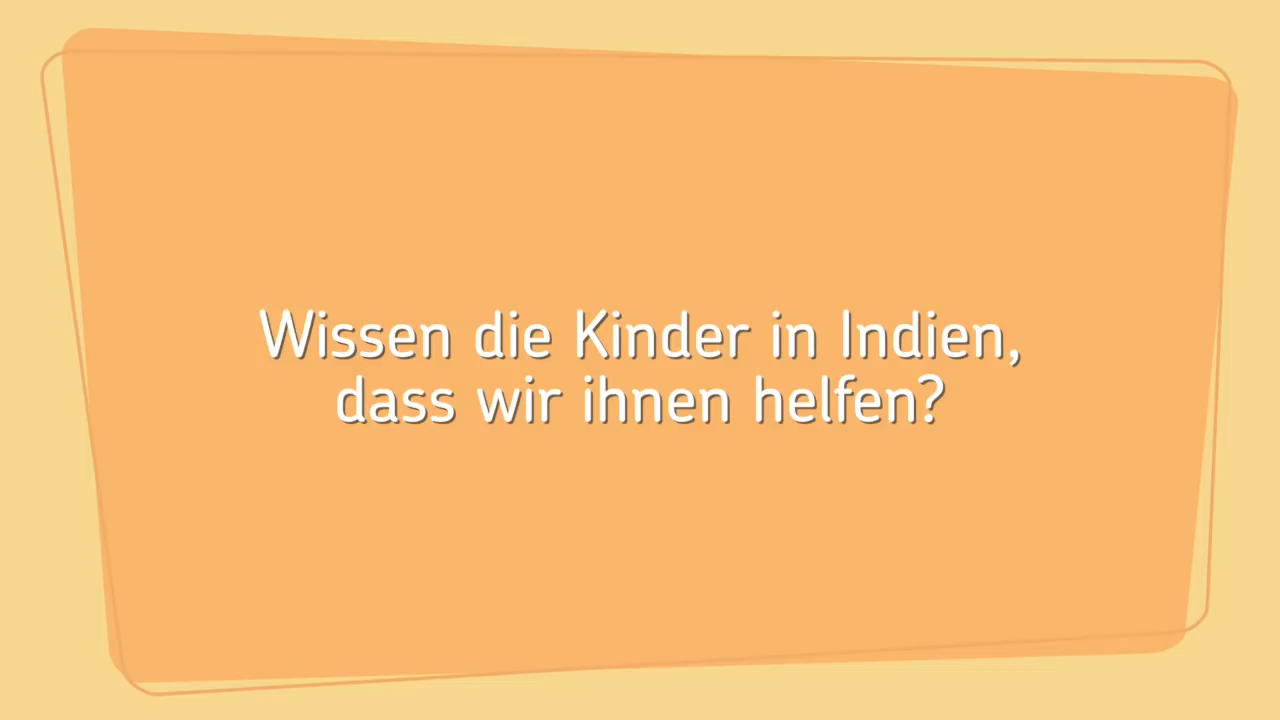 Wissen die Kinder in Indien,
dass wir ihnen helfen?